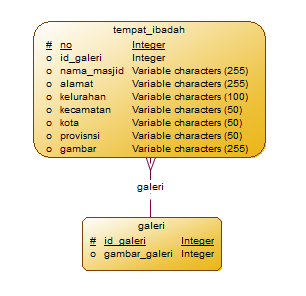 tempat_ibadah
# no Integer
o id_galeri Integer
o nama_masjid Variable characters (255)
o alamat Variable characters (255)
o kelurahan Variable characters (100)
o kecamatan Variable characters (50)
o kota Variable characters (50)
o provisnsi Variable characters (50)
o gambar Variable characters (255)
galeri
galeri
# id_galeri Integer
o gambar_galeri Integer